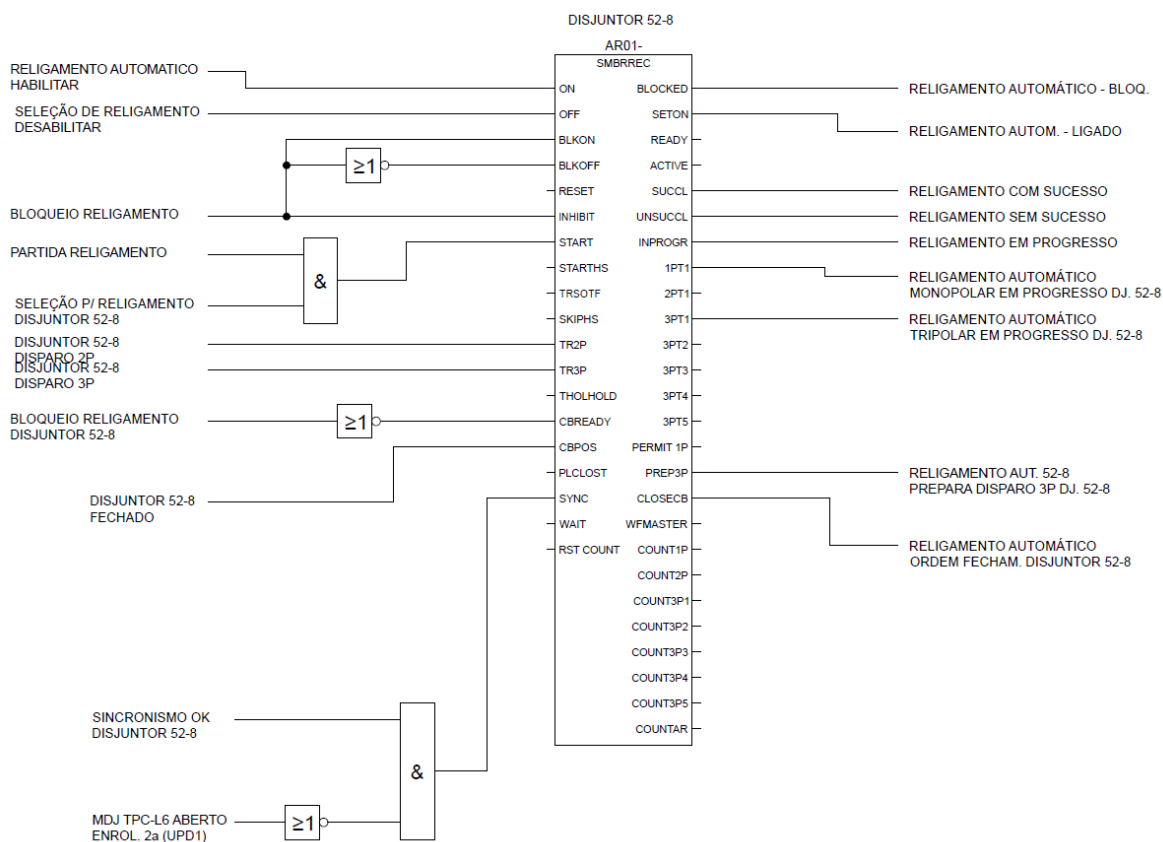 DISJUNTOR 52-8
AR01-
SMBRREC
RELIGAMENTO AUTOMATICO
HABILITAR
SELEÇÃO DE RELIGAMENTO
DESABILITAR
≥1
BLOQUEIO RELIGAMENTO
PARTIDA RELIGAMENTO
&
SELEÇÃO P/ RELIGAMENTO
DISJUNTOR 52-8
DISJUNTOR 52-8
DISPARO 2P
DISJUNTOR 52-8
DISPARO 3P
BLOQUEIO RELIGAMENTO
DISJUNTOR 52-8
≥1
DISJUNTOR 52-8
FECHADO
SINCRONISMO OK
DISJUNTOR 52-8
&
MDJ TPC-L6 ABERTO
ENROL. 2a (UPD1)
≥1
ON
OFF
BLKON
BLKOFF
RESET
INHIBIT
START
STARTHS
TRSOTF
SKIPHS
TR2P
TR3P
THOLHOLD
CBREADY
CBPOS
PLCLOST
SYNC
WAIT
RST COUNT
BLOCKED
SETON
READY
ACTIVE
SUCCL
UNSUCCL
INPROGR
1PT1
2PT1
3PT1
3PT2
3PT3
3PT4
3PT5
PERMIT 1P
PREP3P
CLOSECB
WFMASTER
COUNT1P
COUNT2P
COUNT3P1
COUNT3P2
COUNT3P3
COUNT3P4
COUNT3P5
COUNTAR
RELIGAMENTO AUTOMÁTICO - BLOQ.
RELIGAMENTO AUTOM. - LIGADO
RELIGAMENTO COM SUCESSO
RELIGAMENTO SEM SUCESSO
RELIGAMENTO EM PROGRESSO
RELIGAMENTO AUTOMÁTICO
MONOPOLAR EM PROGRESSO DJ. 52-8
RELIGAMENTO AUTOMÁTICO
TRIPOLAR EM PROGRESSO DJ. 52-8
RELIGAMENTO AUT. 52-8
PREPARA DISPARO 3P DJ. 52-8
RELIGAMENTO AUTOMÁTICO
ORDEM FECHAM. DISJUNTOR 52-8